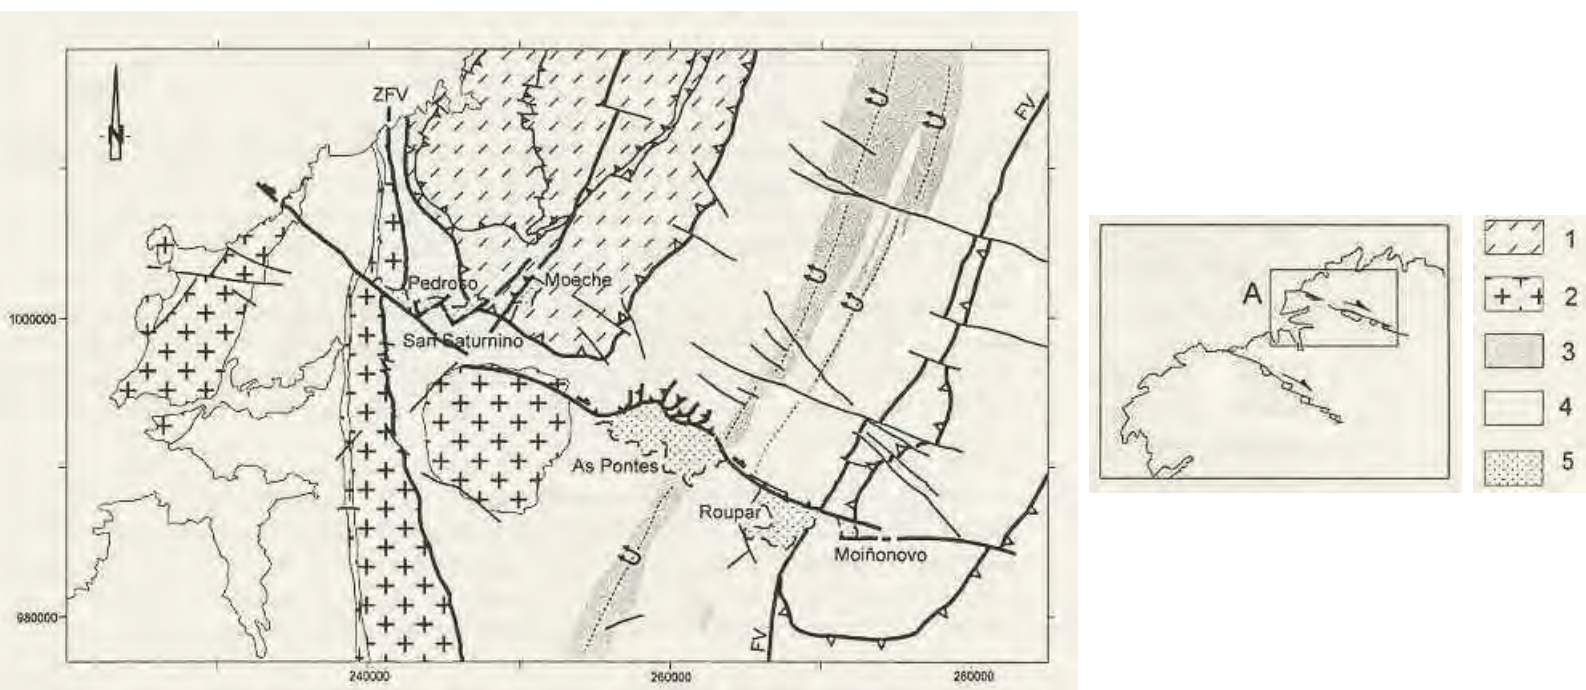 N
ZFV
FV
Pedroso
Moeche
1000000
San Saturnino
As Pontes
Roupar
Moiñonovo
980000
FV
240000
260000
280000
A
1
2
3
4
5